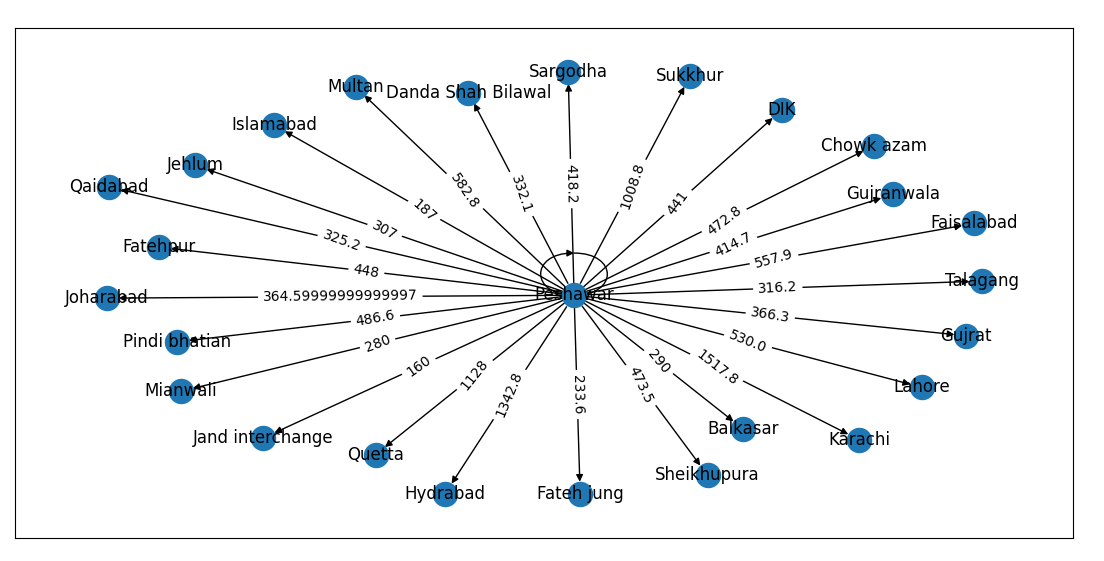 Sargodha
Sukkhur
Multan
Danda Shah Bilawal
DIK
Islamabad
Chowk azam
Jehlum
Qaidabad
Gujranwala
Faisalabad
Fatehpur
Talagang
Joharabad
Peshawar
Pindi bhatian
Gujrat
Mianwali
Lahore
Jand interchange
Balkasar
Karachi
Quetta
Sheikhupura
Hydrabad
Fateh jung
582.8
332.1
418.2
1008.8
441
187
472.8
307
414.7
325.2
557.9
448
316.2
364.59999999999997
486.6
366.3
280
530.0
160
1128
1342.8
233.6
473.5
290
1517.8